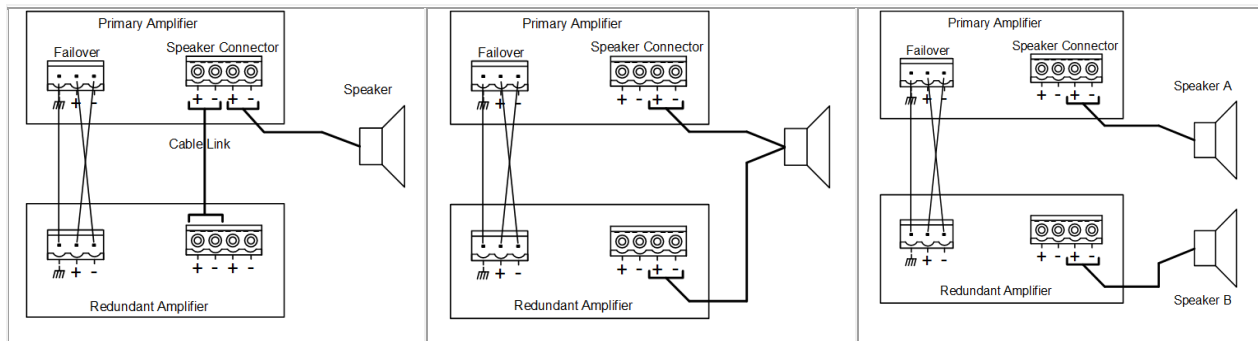 Primary Amplifier
Failover
Speaker Connector
+ -
+ - + -
Speaker
Cable Link
+ -
+ - + -
Redundant Amplifier
Primary Amplifier
Failover
Speaker Connector
+ -
+ - + -
+ -
+ - + -
Redundant Amplifier
Primary Amplifier
Failover
Speaker Connector
+ -
+ - + -
Speaker A
+ -
+ - + -
Redundant Amplifier
Speaker B